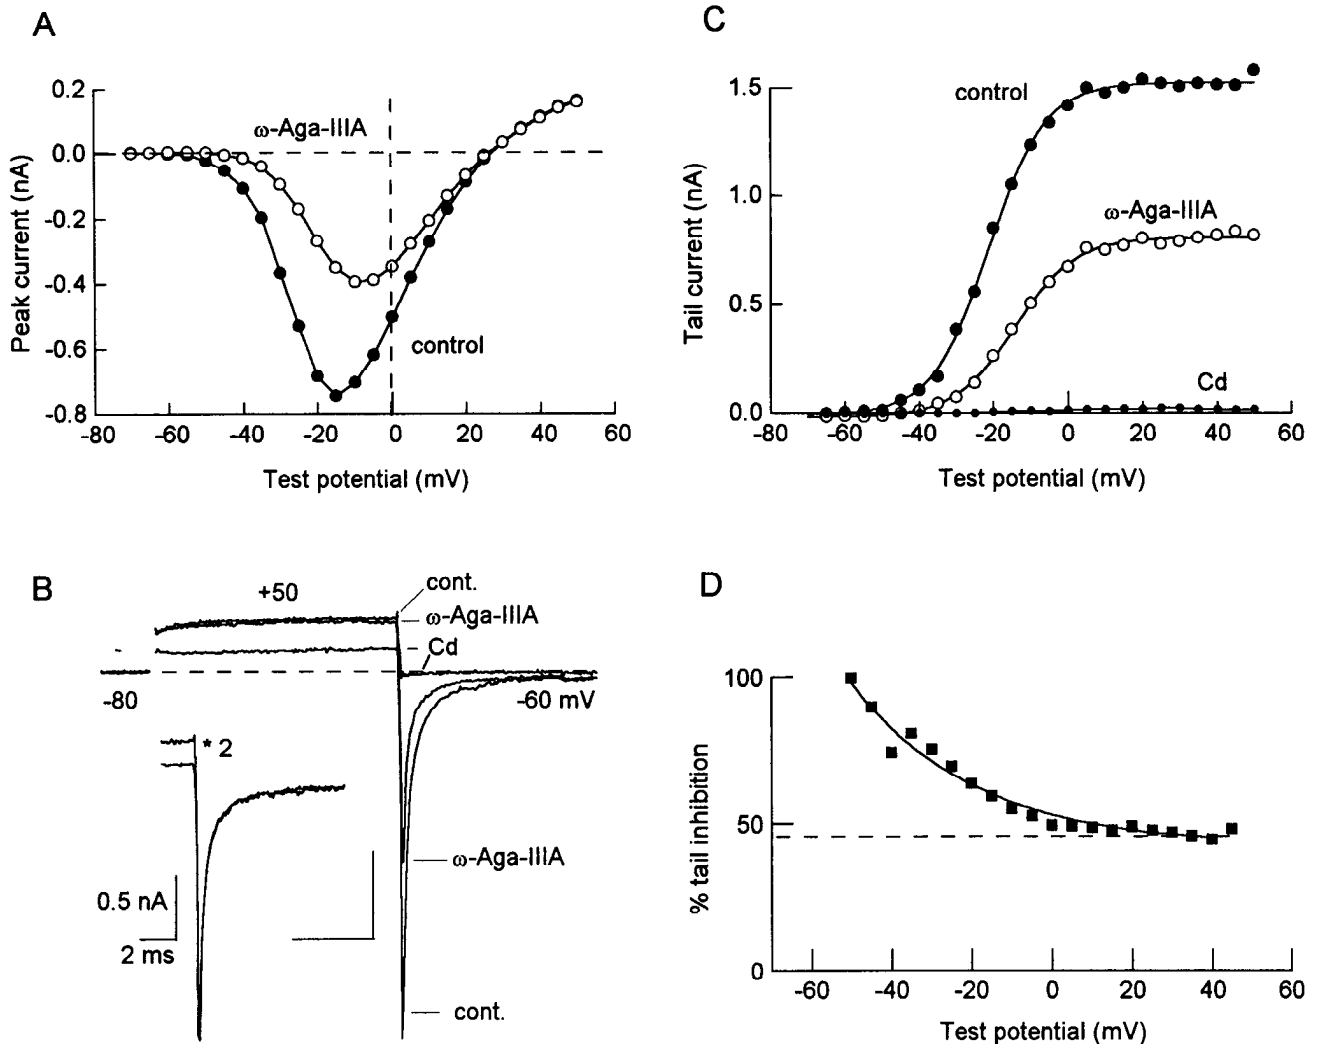 A
0.2
0.0
-0.2
-0.4
-0.6
-0.8
Peak current (nA)
ω-Aga-IIIA
control
-80 -60 -40 -20 0 20 40 60
Test potential (mV)
C
1.5
1.0
0.5
0.0
Tail current (nA)
control
ω-Aga-IIIA
Cd
-80 -60 -40 -20 0 20 40 60
Test potential (mV)
B
+50
cont.
ω-Aga-IIIA
Cd
-80
-60 mV
* 2
ω-Aga-IIIA
0.5 nA
2 ms
cont.
D
100
50
0
% tail inhibition
-60 -40 -20 0 20 40 60
Test potential (mV)